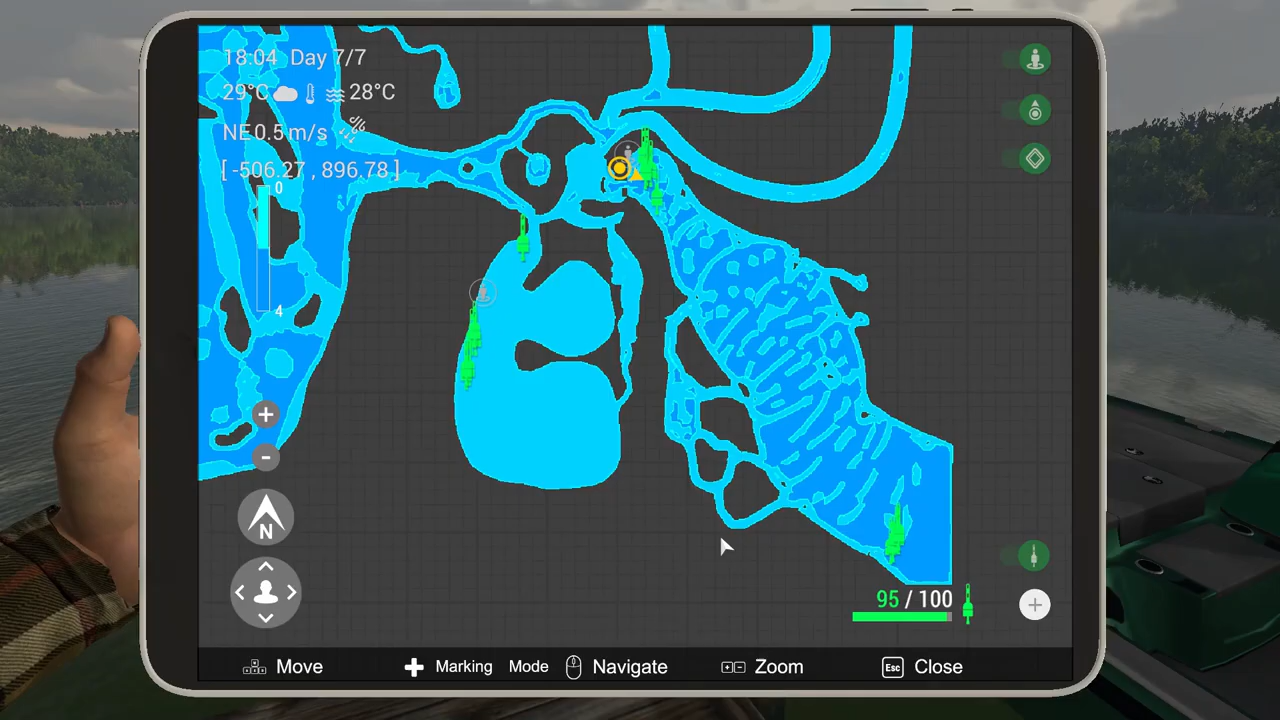 18:04 Day 7/7
29°C 28°C
NE 0.5 m/s
[ -506.27 , 896.78 ]
0
4
+
-
N
95 / 100
Move
Marking Mode
Navigate
Zoom
Esc Close